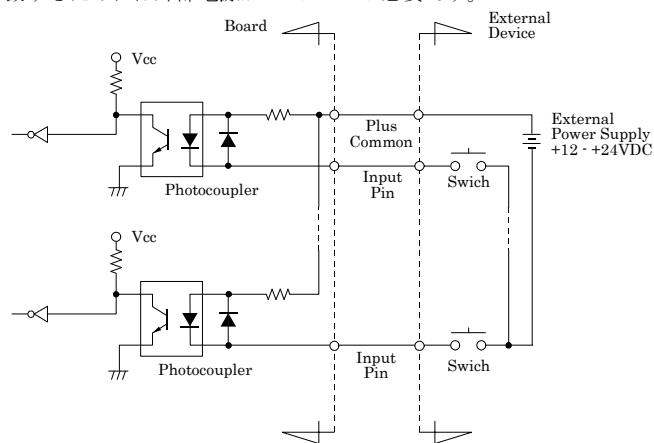 Board
External
Device
Vcc
Plus
Common
External
Power Supply
+12 - +24VDC
Photocoupler
Input
Pin
Swich
Vcc
Photocoupler
Input
Pin
Swich